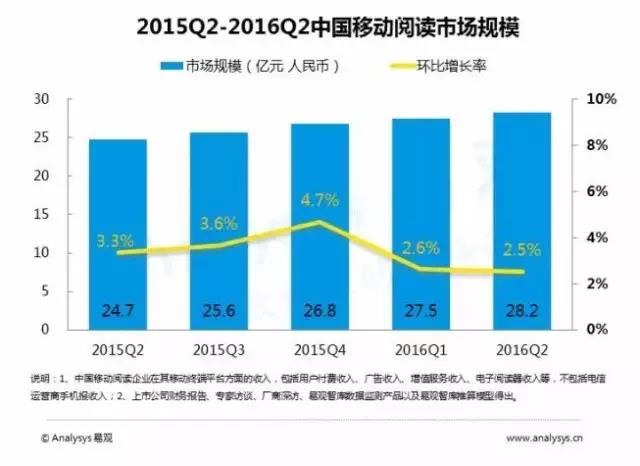 2015Q2-2016Q2中国移动阅读市场规模
市场规模（亿元 人民币） 环比增长率
30 10%
25 8%
20 6%
15 4.7%
3.3% 3.6% 2.6% 2.5%
10 4%
5 2%
24.7 25.6 26.8 27.5 28.2
0 0%
2015Q2 2015Q3 2015Q4 2016Q1 2016Q2
说明：1、中国移动阅读企业在其移动终端平台方面的收入，包括用户付费收入、广告收入、增值服务收入、电子阅读器收入等，不包括电信
运营商手机报收入；2、上市公司财务报告、专家访谈、厂商深访、易观智库数据监测产品以及易观智库推算模型得出。
© Analysys 易观 www.analysys.cn